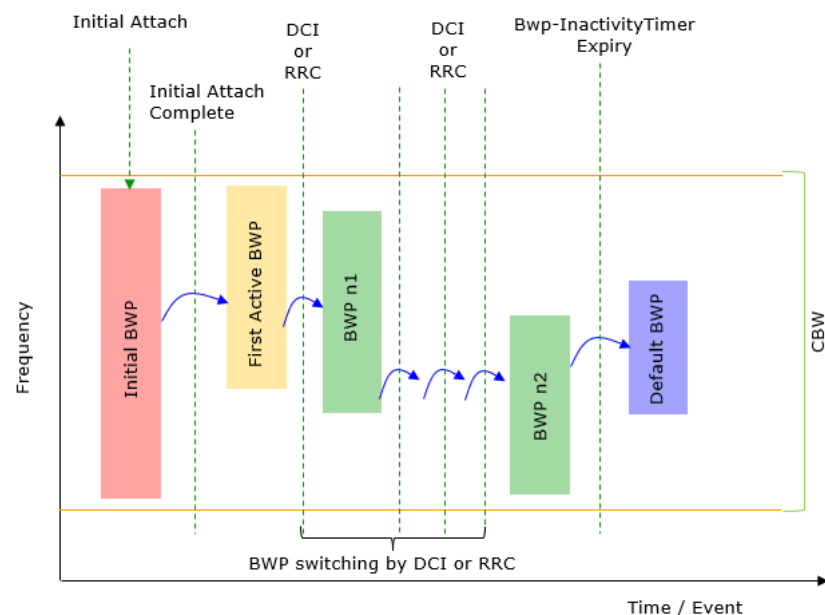 Initial Attach
DCI
or
RRC
DCI
or
RRC
Bwp-InactivityTimer
Expiry
Initial Attach
Complete
Frequency
Initial BWP
First Active BWP
BWP n1
BWP n2
Default BWP
CBW
BWP switching by DCI or RRC
Time / Event